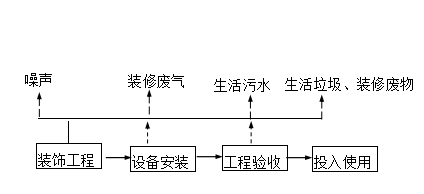 噪声
装修废气
生活污水
生活垃圾、装修废物
装饰工程
设备安装
工程验收
投入使用